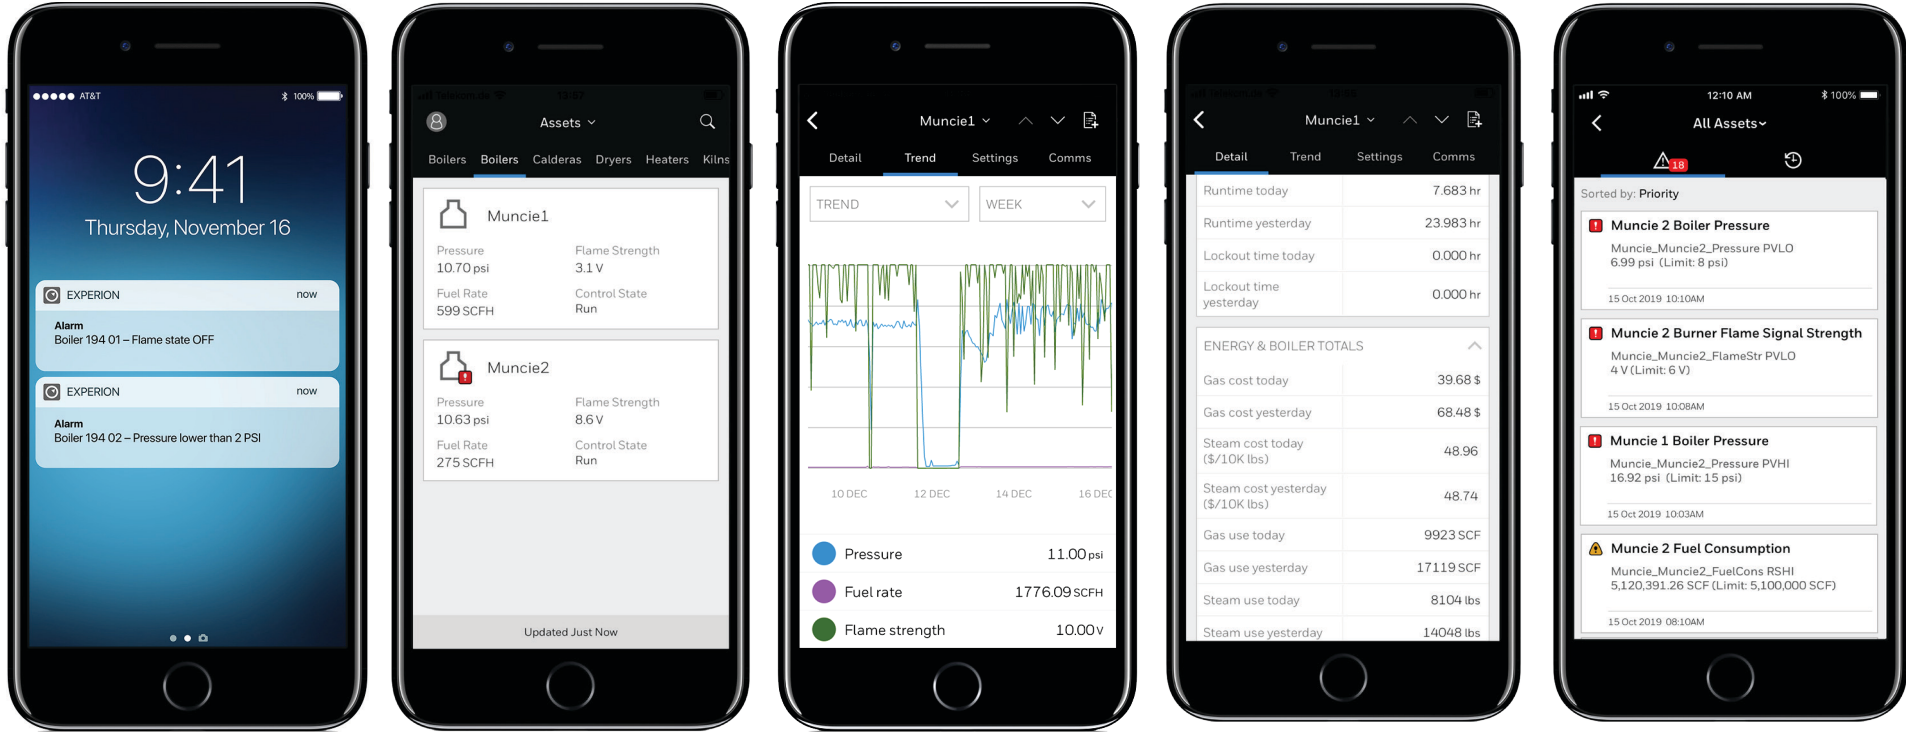 AT&T
100%
9:41
Thursday, November 16
EXPERION
now
Alarm
Boiler 194 01 – Flame state OFF
EXPERION
now
Alarm
Boiler 194 02 – Pressure lower than 2 PSI
Telekom.de
13:57
Assets
Boilers Boilers Calderas Dryers Heaters Kilns
Muncie1
Pressure Flame Strength
10.70 psi 3.1 V
Fuel Rate Control State
599 SCFH Run
Muncie2
Pressure Flame Strength
10.63 psi 8.6 V
Fuel Rate Control State
275 SCFH Run
Updated Just Now
Muncie1
Detail Trend Settings Comms
TREND WEEK
10 DEC 12 DEC 14 DEC 16 DEC
Pressure 11.00 psi
Fuel rate 1776.09 SCFH
Flame strength 10.00 V
Muncie1
Detail Trend Settings Comms
Runtime today 7.683 hr
Runtime yesterday 23.983 hr
Lockout time today 0.000 hr
Lockout time
yesterday 0.000 hr
ENERGY & BOILER TOTALS
Gas cost today 39.68 $
Gas cost yesterday 68.48 $
Steam cost today
($/10K lbs) 48.96
Steam cost yesterday
($/10K lbs) 48.74
Gas use today 9923 SCF
Gas use yesterday 17119 SCF
Steam use today 8104 lbs
Steam use yesterday 14048 lbs
12:10 AM
100%
All Assets
18
Sorted by: Priority
Muncie 2 Boiler Pressure
Muncie_Muncie2_Pressure PVLO
6.99 psi (Limit: 8 psi)
15 Oct 2019 10:10AM
Muncie 2 Burner Flame Signal Strength
Muncie_Muncie2_FlameStr PVLO
4 V (Limit: 6 V)
15 Oct 2019 10:08AM
Muncie 1 Boiler Pressure
Muncie_Muncie2_Pressure PVHI
16.92 psi (Limit: 15 psi)
15 Oct 2019 10:03AM
Muncie 2 Fuel Consumption
Muncie_Muncie2_FuelCons RSHI
5,120,391.26 SCF (Limit: 5,100,000 SCF)
15 Oct 2019 08:10AM